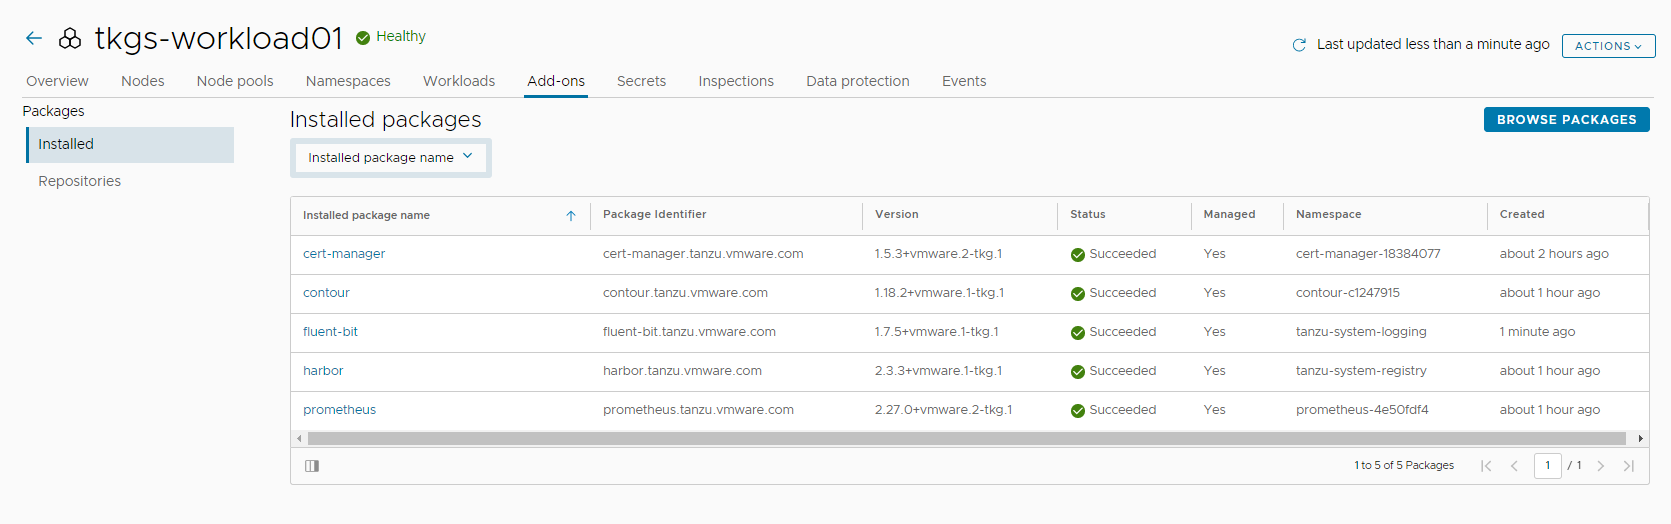 tkgs-workload01 Healthy
Last updated less than a minute ago ACTIONS
Overview Nodes Node pools Namespaces Workloads Add-ons Secrets Inspections Data protection Events
Packages
Installed
Repositories
Installed packages
BROWSE PACKAGES
Installed package name
Installed package name Package Identifier Version Status Managed Namespace Created
cert-manager cert-manager.tanzu.vmware.com 1.5.3+vmware.2-tkg.1 Succeeded Yes cert-manager-18384077 about 2 hours ago
contour contour.tanzu.vmware.com 1.18.2+vmware.1-tkg.1 Succeeded Yes contour-c1247915 about 1 hour ago
fluent-bit fluent-bit.tanzu.vmware.com 1.7.5+vmware.1-tkg.1 Succeeded Yes tanzu-system-logging 1 minute ago
harbor harbor.tanzu.vmware.com 2.3.3+vmware.1-tkg.1 Succeeded Yes tanzu-system-registry about 1 hour ago
prometheus prometheus.tanzu.vmware.com 2.27.0+vmware.2-tkg.1 Succeeded Yes prometheus-4e50fdf4 about 1 hour ago
1 to 5 of 5 Packages 1 / 1